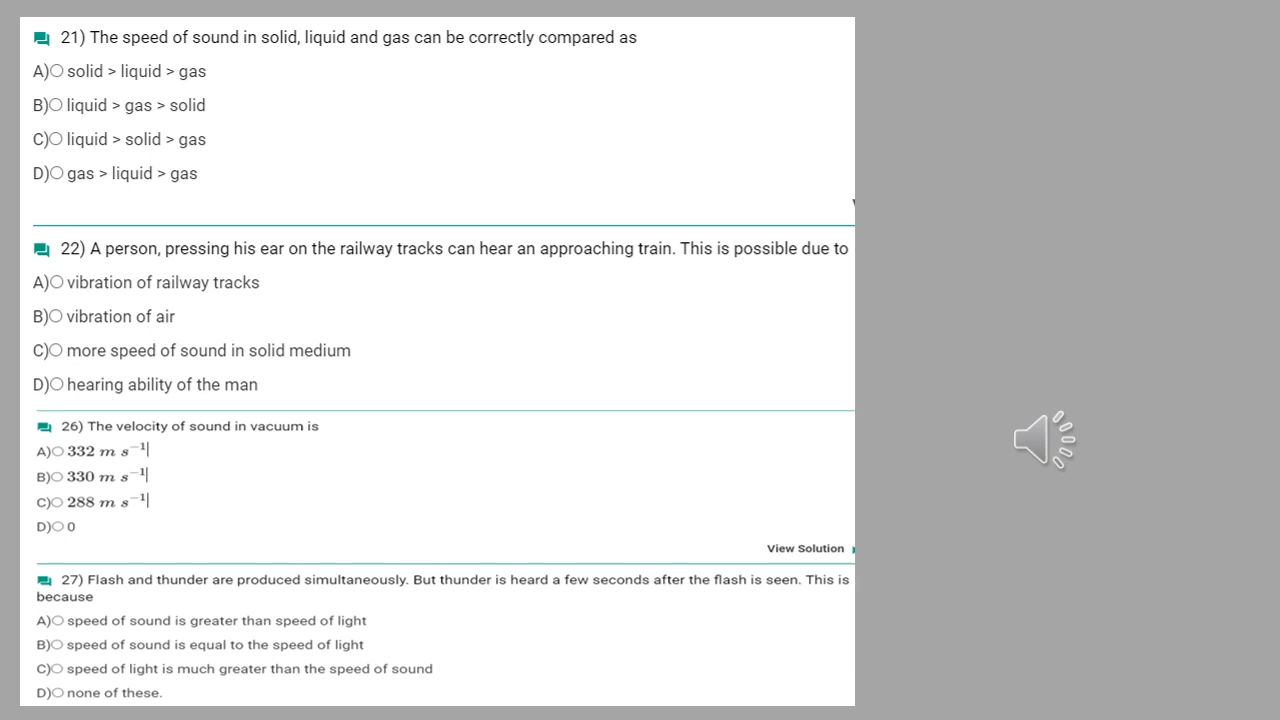 21) The speed of sound in solid, liquid and gas can be correctly compared as
A) solid > liquid > gas
B) liquid > gas > solid
C) liquid > solid > gas
D) gas > liquid > gas
22) A person, pressing his ear on the railway tracks can hear an approaching train. This is possible due to
A) vibration of railway tracks
B) vibration of air
C) more speed of sound in solid medium
D) hearing ability of the man
26) The velocity of sound in vacuum is
A) 332 m s⁻¹|
B) 330 m s⁻¹|
C) 288 m s⁻¹|
D) 0
View Solution
27) Flash and thunder are produced simultaneously. But thunder is heard a few seconds after the flash is seen. This is
because
A) speed of sound is greater than speed of light
B) speed of sound is equal to the speed of light
C) speed of light is much greater than the speed of sound
D) none of these.